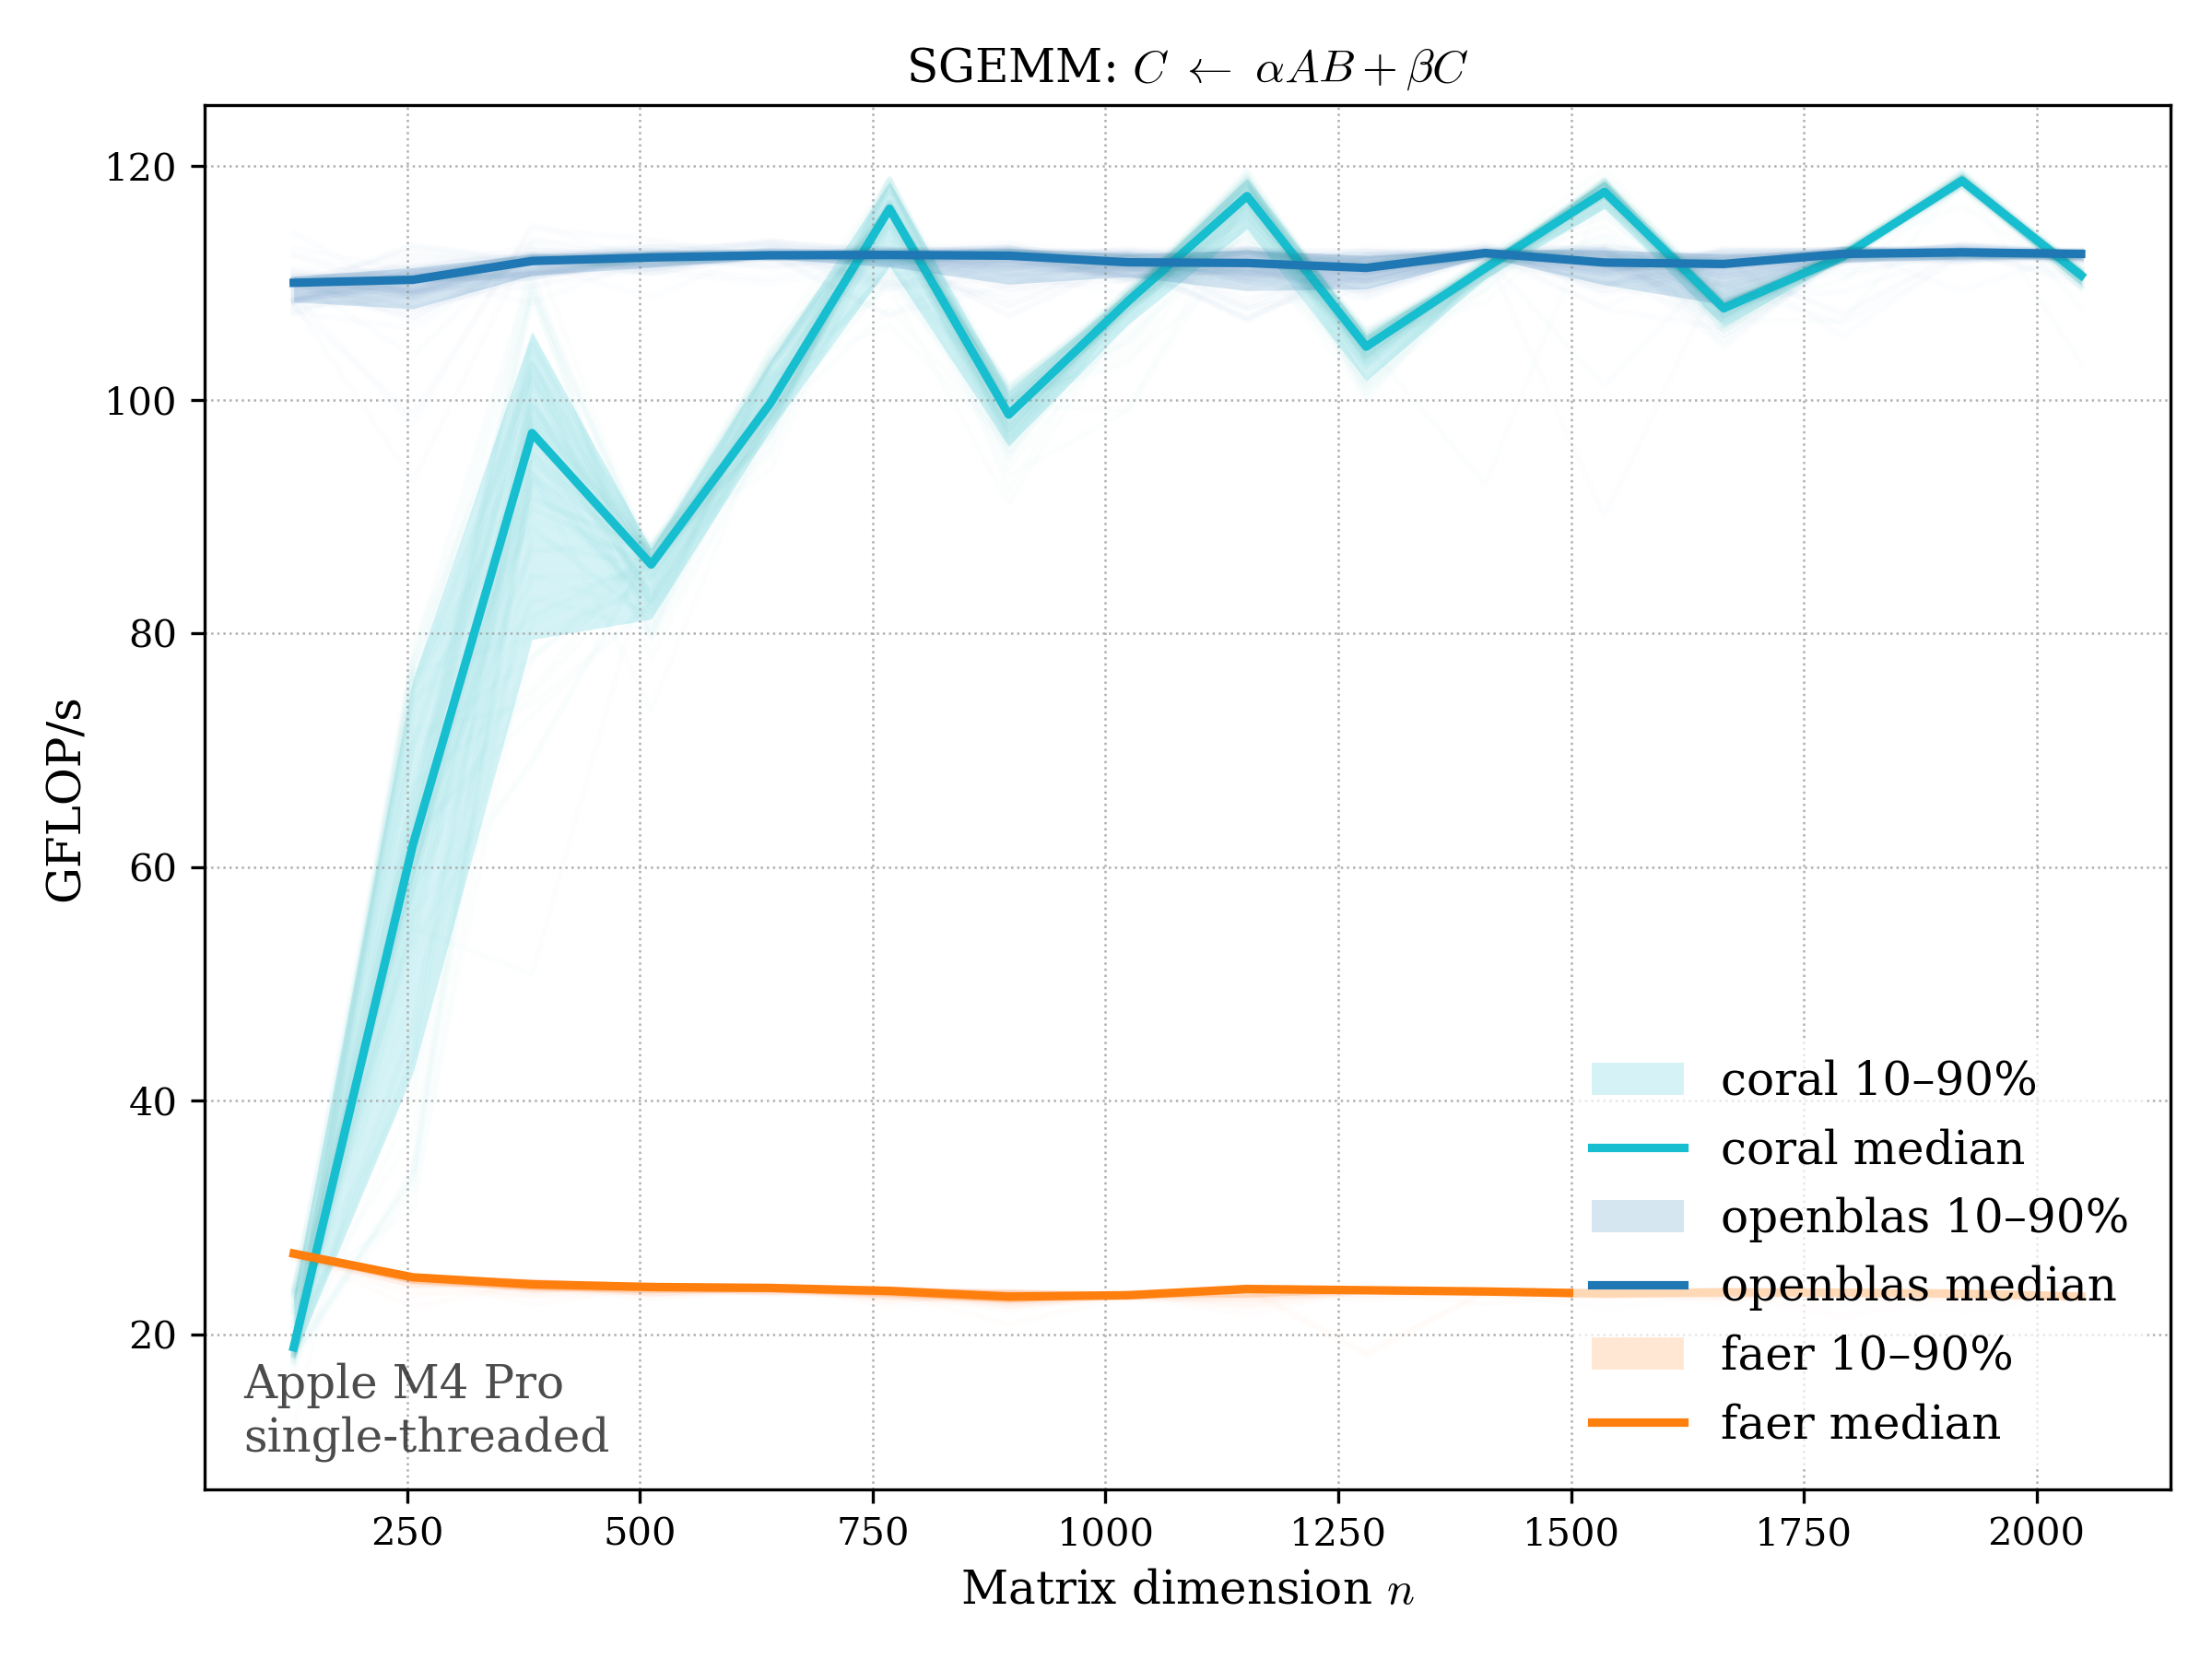 SGEMM: C ← αAB + βC
120
100
80
60
40
20
GFLOP/s
coral 10–90%
coral median
openblas 10–90%
openblas median
faer 10–90%
faer median
Apple M4 Pro
single-threaded
250 500 750 1000 1250 1500 1750 2000
Matrix dimension n